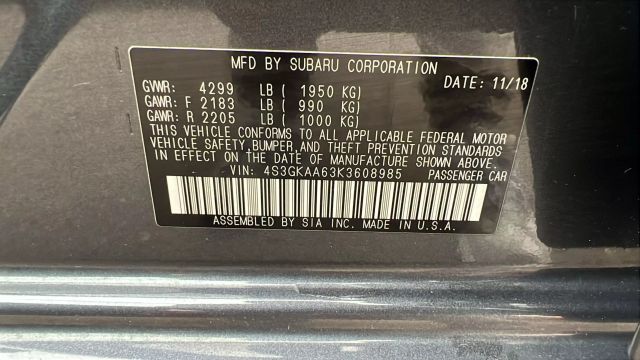 MFD BY SUBARU CORPORATION
GVWR: 4299 LB ( 1950 KG) DATE: 11/18
GAWR: F 2183 LB ( 990 KG)
GAWR: R 2205 LB ( 1000 KG)
THIS VEHICLE CONFORMS TO ALL APPLICABLE FEDERAL MOTOR
VEHICLE SAFETY,BUMPER,AND THEFT PREVENTION STANDARDS
IN EFFECT ON THE DATE OF MANUFACTURE SHOWN ABOVE.
VIN: 4S3GKAA63K3608985 PASSENGER CAR
ASSEMBLED BY SIA INC. MADE IN U.S.A.